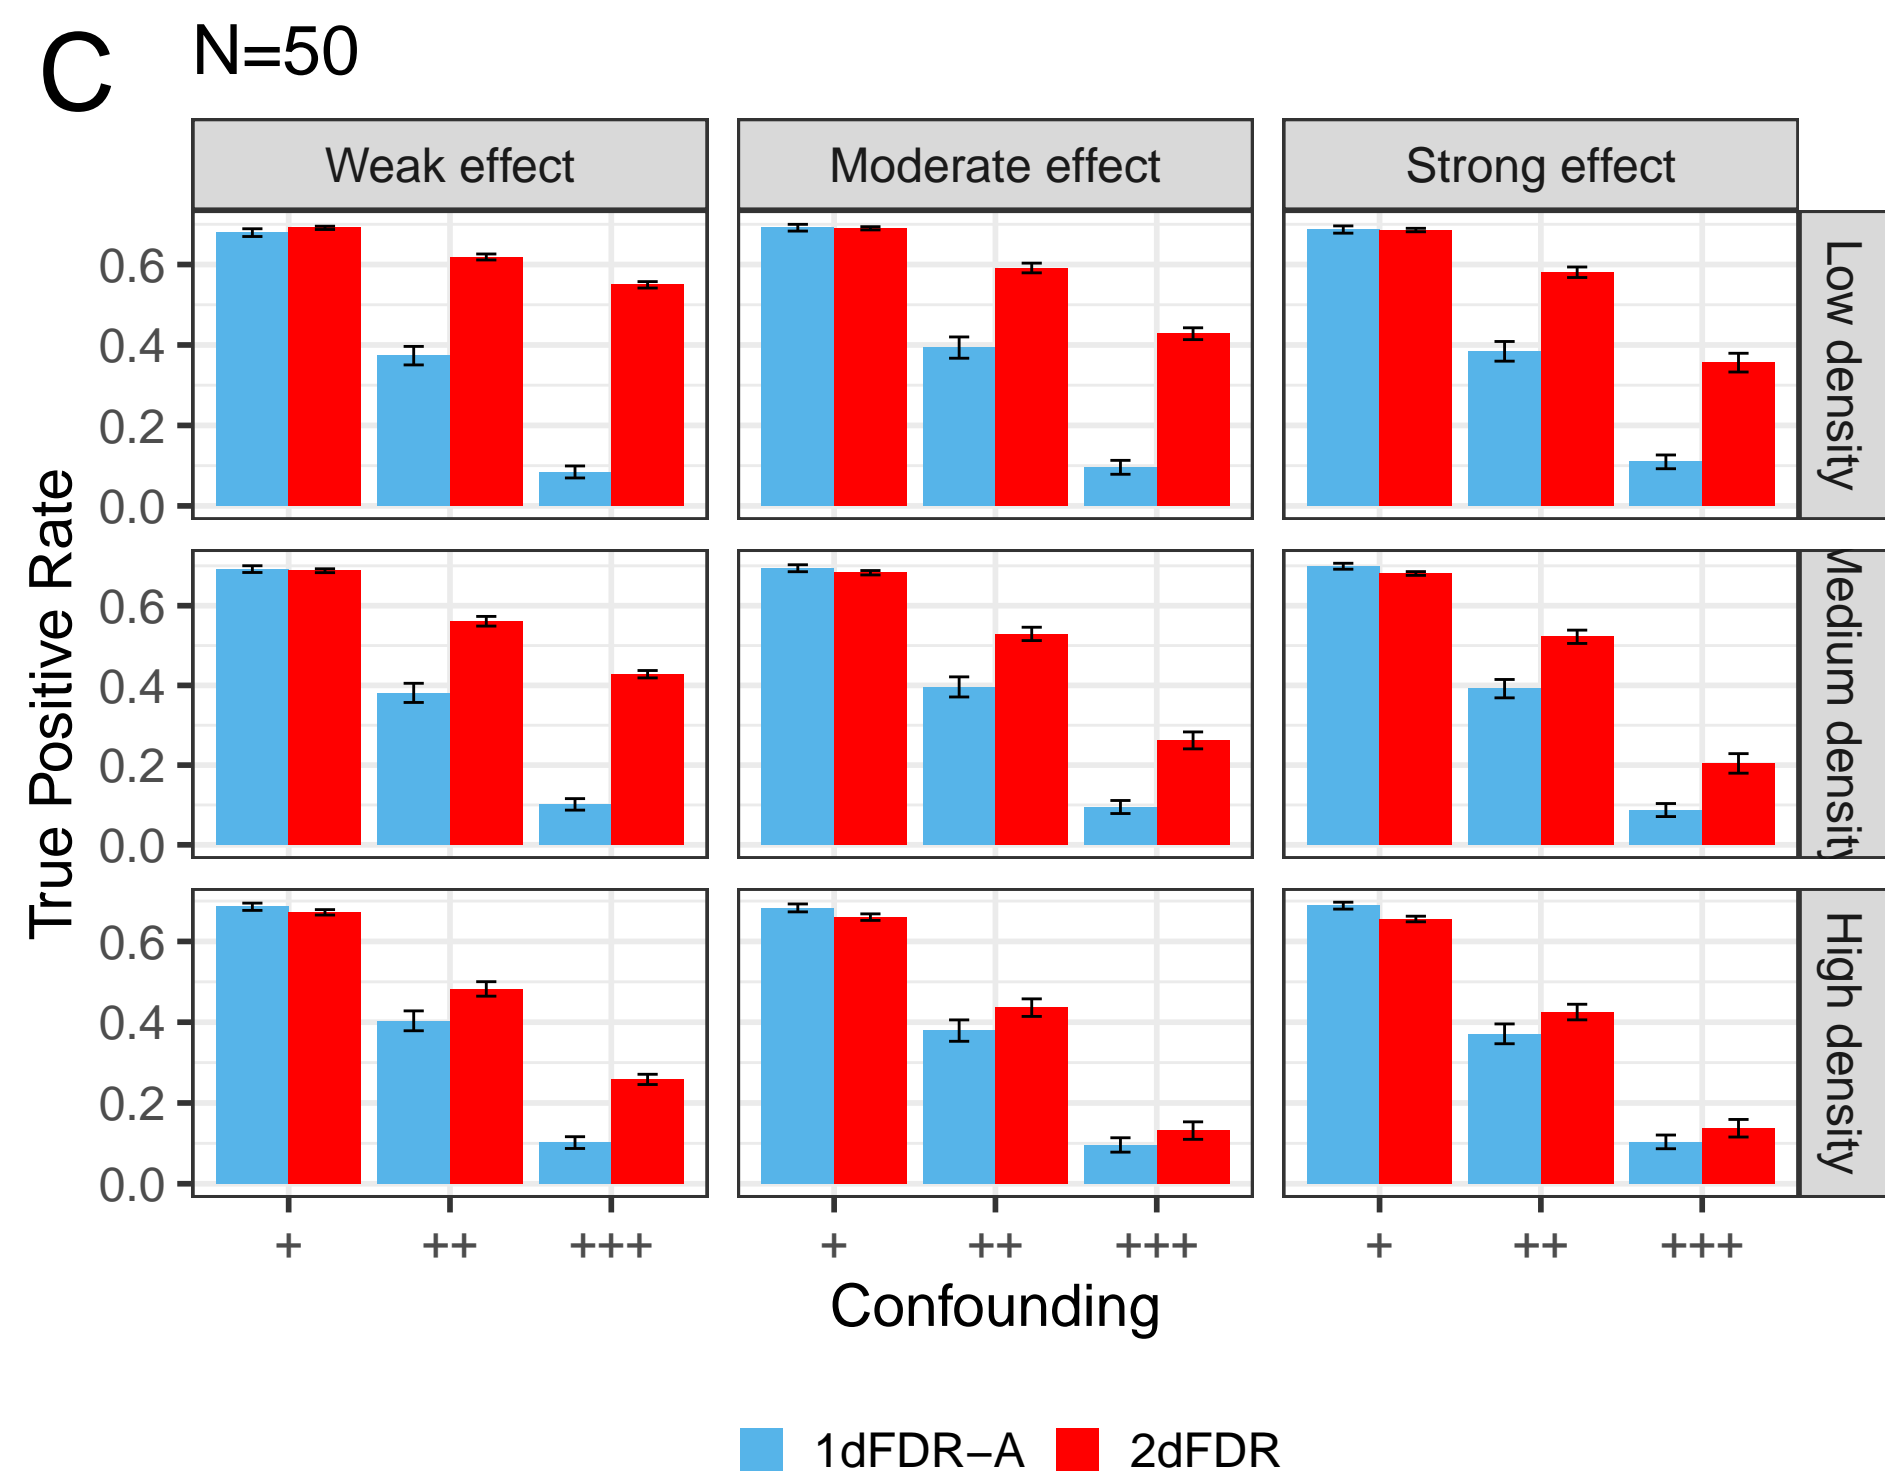 C
N=50
Weak effect
Moderate effect
Strong effect
True Positive Rate
0.6
0.4
0.2
0.0
Low density
0.6
0.4
0.2
0.0
Medium density
0.6
0.4
0.2
0.0
High density
+ ++ +++
+ ++ +++
+ ++ +++
Confounding
1dFDR−A 2dFDR